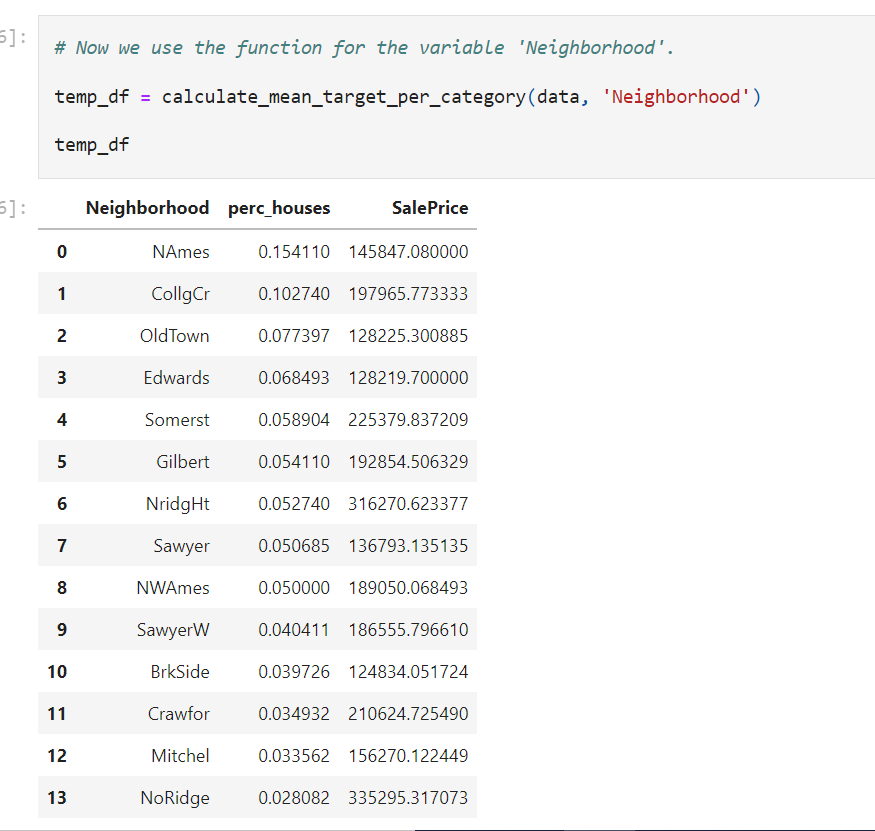 6]:
# Now we use the function for the variable 'Neighborhood'.
temp_df = calculate_mean_target_per_category(data, 'Neighborhood')
temp_df
6]:
Neighborhood perc_houses SalePrice
0 NAmes 0.154110 145847.080000
1 CollgCr 0.102740 197965.773333
2 OldTown 0.077397 128225.300885
3 Edwards 0.068493 128219.700000
4 Somerst 0.058904 225379.837209
5 Gilbert 0.054110 192854.506329
6 NridgHt 0.052740 316270.623377
7 Sawyer 0.050685 136793.135135
8 NWAmes 0.050000 189050.068493
9 SawyerW 0.040411 186555.796610
10 BrkSide 0.039726 124834.051724
11 Crawfor 0.034932 210624.725490
12 Mitchel 0.033562 156270.122449
13 NoRidge 0.028082 335295.317073